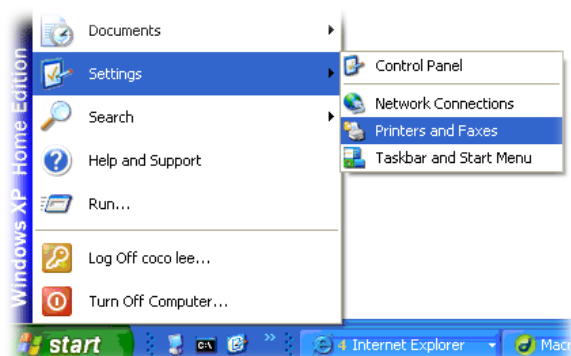 Documents
Settings
Search
Help and Support
Run...
Log Off coco lee...
Turn Off Computer...
Control Panel
Network Connections
Printers and Faxes
Taskbar and Start Menu
Windows XP Home Edition
start
4 Internet Explorer
Macr